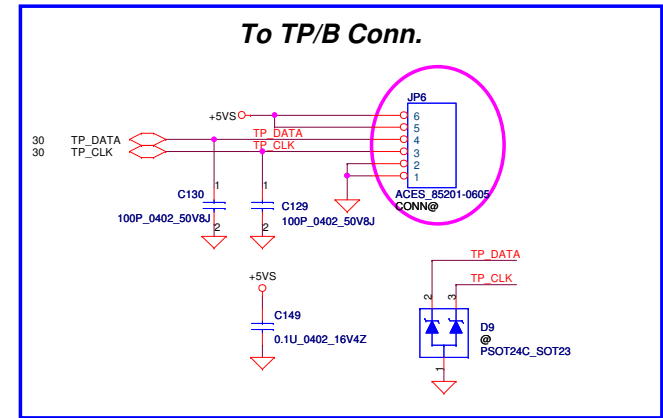 To TP/B Conn.
JP6
+5VS
6
5
30 TP_DATA TP_DATA 4
30 TP_CLK TP_CLK 3
2
1
C130 1
C129 1
ACES_85201-0605
CONN@
100P_0402_50V8J 2
100P_0402_50V8J 2
+5VS
TP_DATA
TP_CLK
2 3
C149
0.1U_0402_16V4Z
D9
@
PSOT24C_SOT23
1